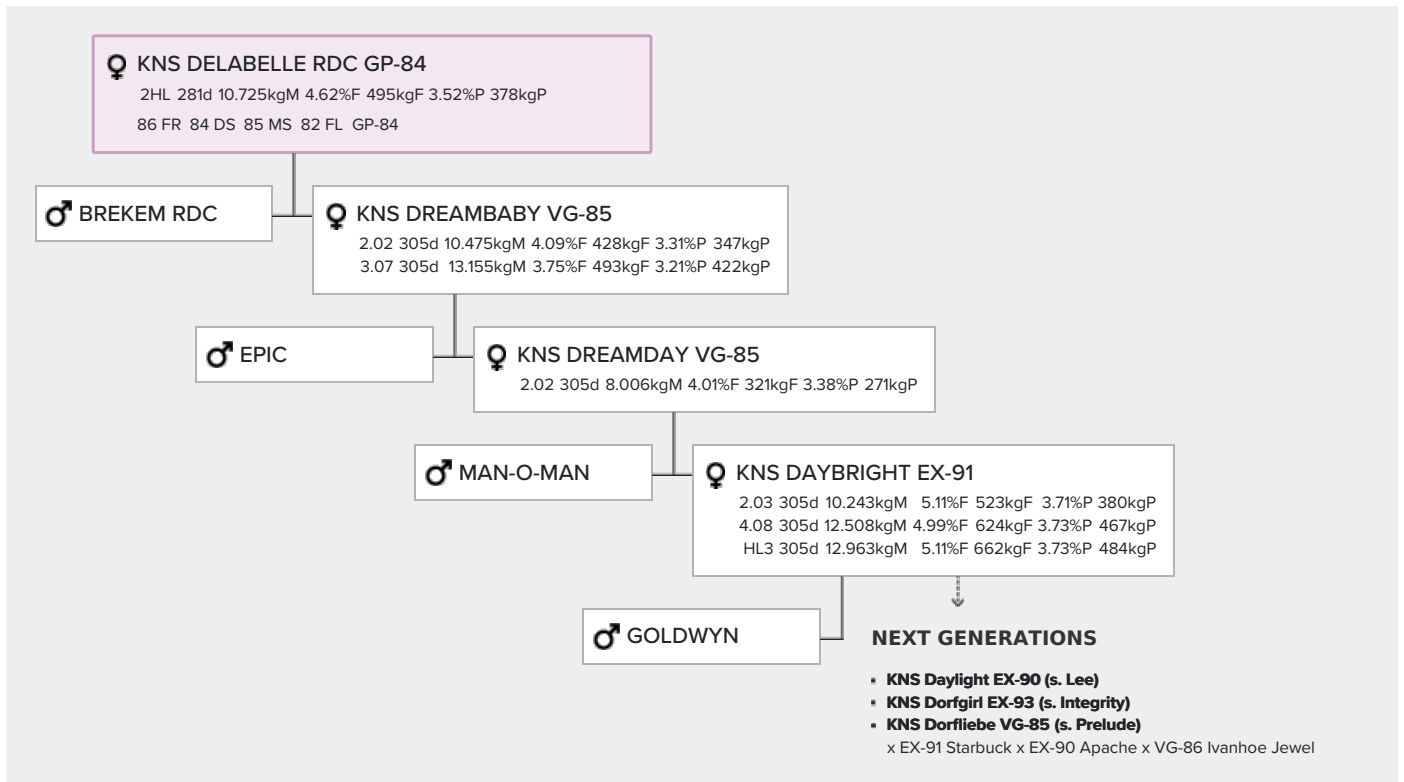 KNS DELABELLE RDC GP-84
2HL 281d 10.725kgM 4.62%F 495kgF 3.52%P 378kgP
86 FR 84 DS 85 MS 82 FL GP-84
BREKEM RDC
KNS DREAMBABY VG-85
2.02 305d 10.475kgM 4.09%F 428kgF 3.31%P 347kgP
3.07 305d 13.155kgM 3.75%F 493kgF 3.21%P 422kgP
EPIC
KNS DREAMDAY VG-85
2.02 305d 8.006kgM 4.01%F 321kgF 3.38%P 271kgP
MAN-O-MAN
KNS DAYBRIGHT EX-91
2.03 305d 10.243kgM 5.11%F 523kgF 3.71%P 380kgP
4.08 305d 12.508kgM 4.99%F 624kgF 3.73%P 467kgP
HL3 305d 12.963kgM 5.11%F 662kgF 3.73%P 484kgP
GOLDWYN
NEXT GENERATIONS
KNS Daylight EX-90 (s. Lee)
KNS Dorfgirl EX-93 (s. Integrity)
KNS Dorfliebe VG-85 (s. Prelude)
x EX-91 Starbuck x EX-90 Apache x VG-86 Ivanhoe Jewel